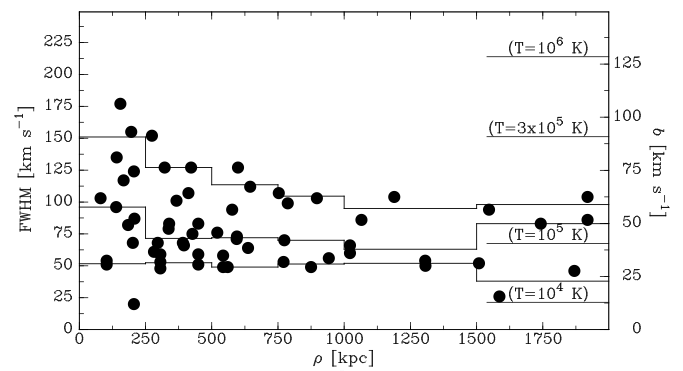 225
200
175
150
125
100
75
50
25
0
FWHM [km s⁻¹]
(T=10⁶ K)
(T=3x10⁵ K)
(T=10⁵ K)
(T=10⁴ K)
125
100
75
50
25
0
b [km s⁻¹]
0 250 500 750 1000 1250 1500 1750
ρ [kpc]